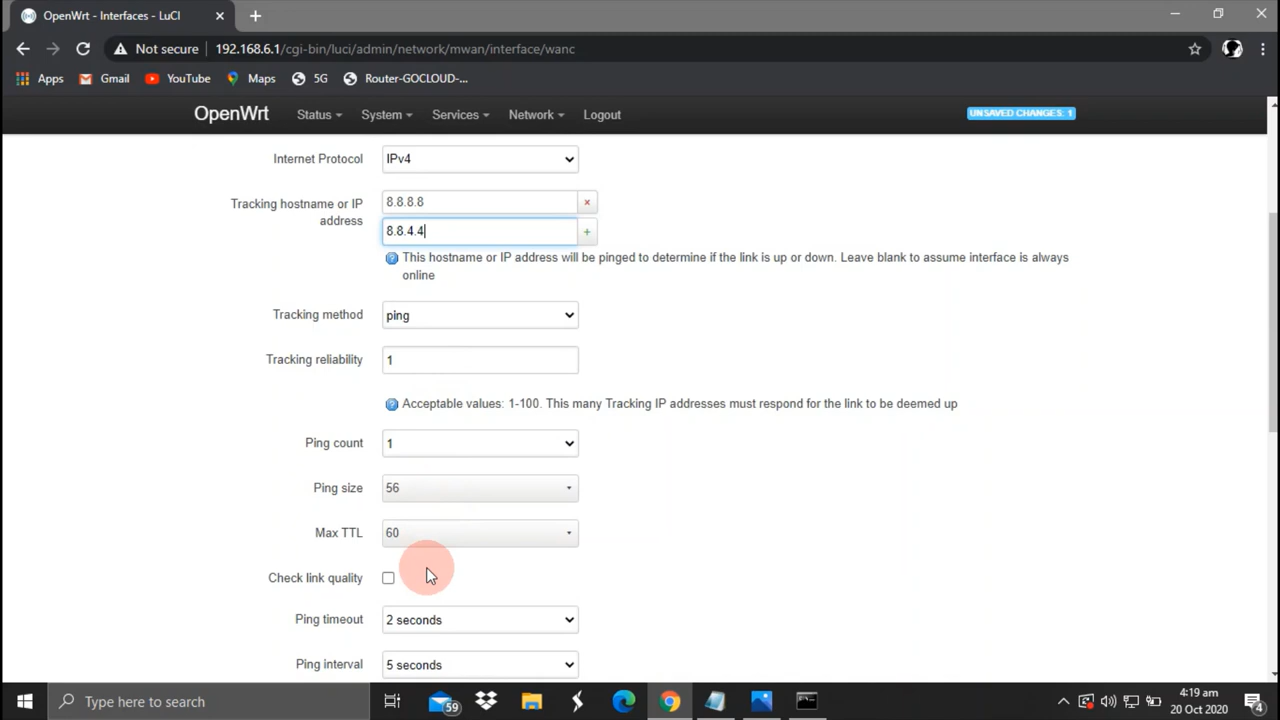 OpenWrt - Interfaces - LuCI
Not secure
192.168.6.1/cgi-bin/luci/admin/network/mwan/interface/wanc
Apps Gmail YouTube Maps 5G Router-GOCLOUD-...
OpenWrt Status System Services Network Logout UNSAVED CHANGES: 1
Internet Protocol IPv4
Tracking hostname or IP address
8.8.8.8
8.8.4.4
This hostname or IP address will be pinged to determine if the link is up or down. Leave blank to assume interface is always
online
Tracking method ping
Tracking reliability 1
Acceptable values: 1-100. This many Tracking IP addresses must respond for the link to be deemed up
Ping count 1
Ping size 56
Max TTL 60
Check link quality
Ping timeout 2 seconds
Ping interval 5 seconds
Type here to search
59
4:19 am
20 Oct 2020
4